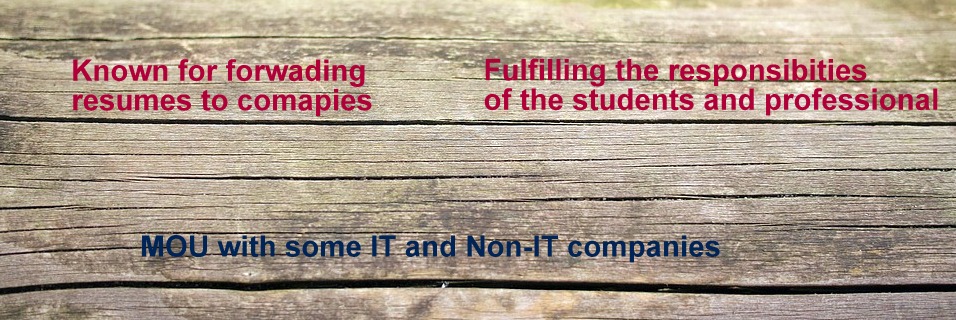 Known for forwading
resumes to comapies
Fulfilling the responsibities
of the students and professional
MOU with some IT and Non-IT companies